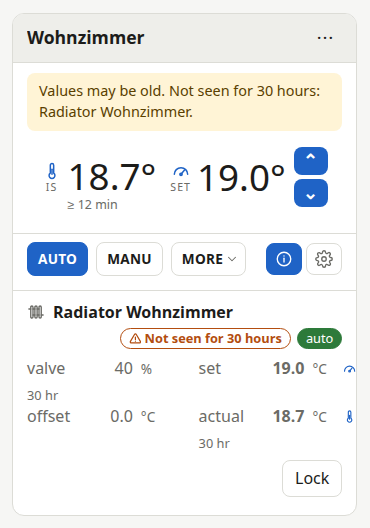 Wohnzimmer ...
Values may be old. Not seen for 30 hours:
Radiator Wohnzimmer.
IS 18.7° SET 19.0°
≥ 12 min
AUTO MANU MORE
Radiator Wohnzimmer
Not seen for 30 hours auto
valve 40 % set 19.0 °C
30 hr
offset 0.0 °C actual 18.7 °C
30 hr
Lock